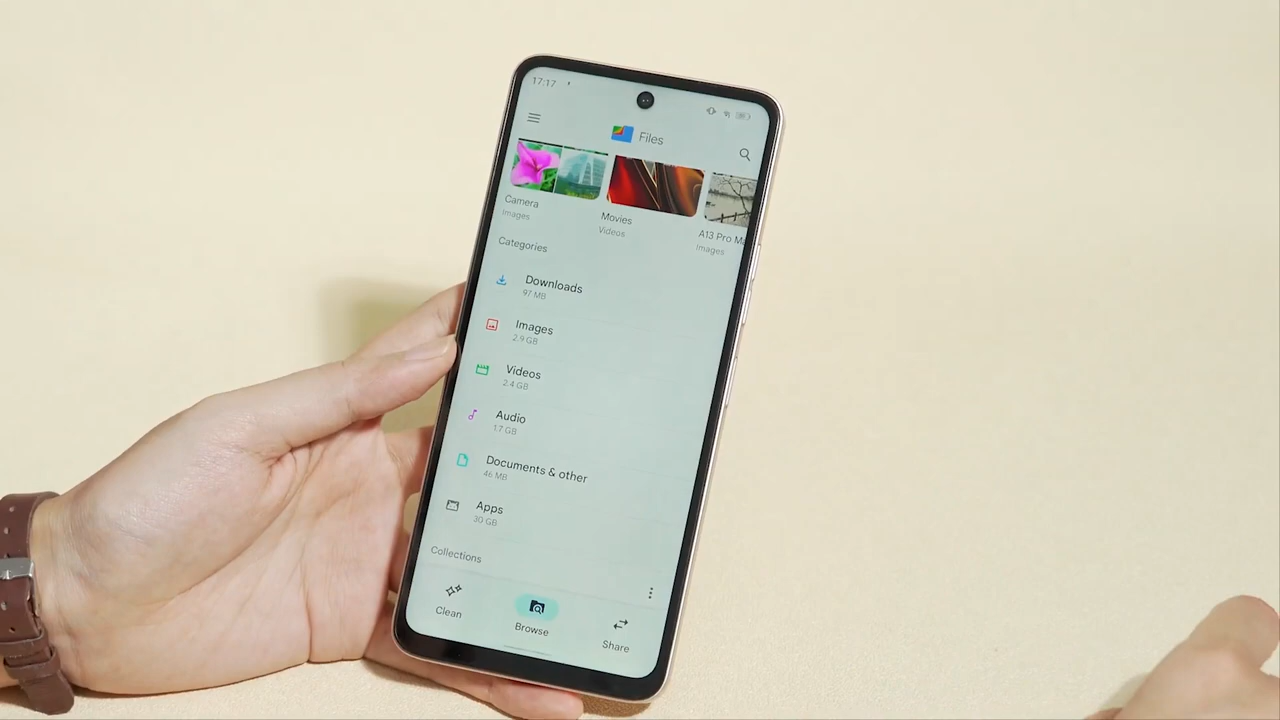 17:17
Files
Camera
Images
Movies
Videos
A13 Pro M
Images
Categories
Downloads
97 MB
Images
2.9 GB
Videos
2.4 GB
Audio
1.7 GB
Documents & other
46 MB
Apps
30 GB
Collections
Clean
Browse
Share